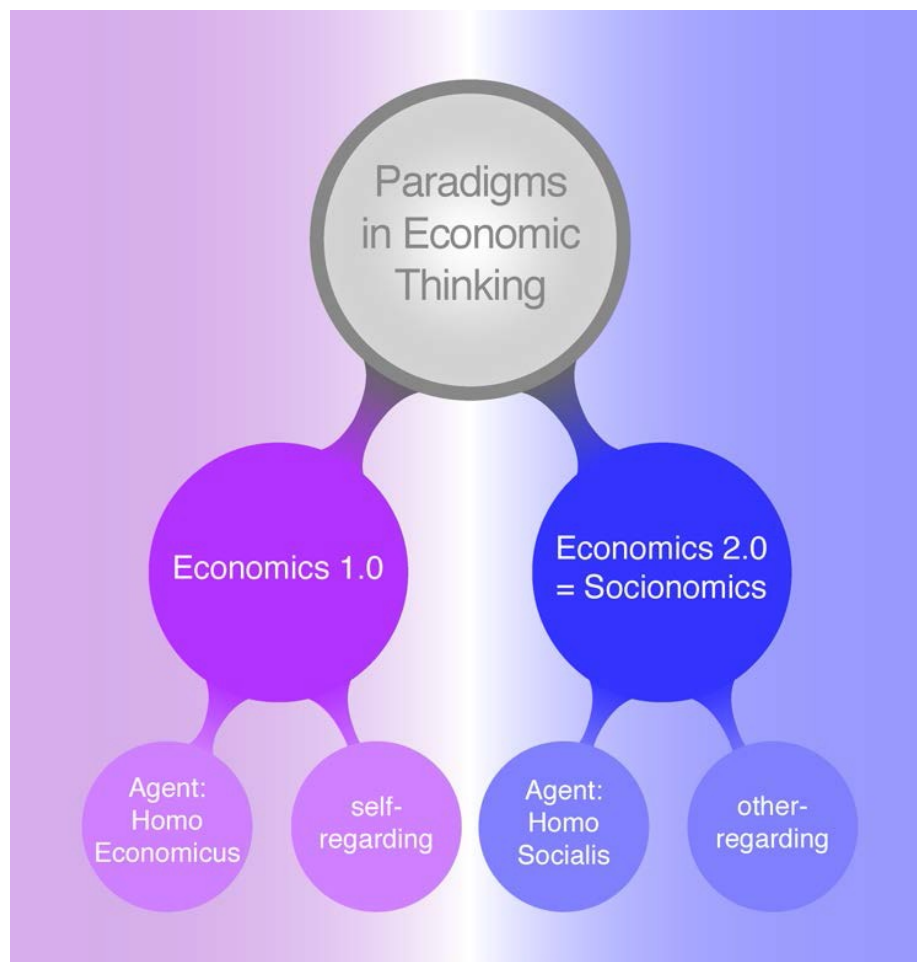 Paradigms
in Economic
Thinking
Economics 1.0
Economics 2.0
= Socionomics
Agent:
Homo
Economicus
self-
regarding
Agent:
Homo
Socialis
other-
regarding